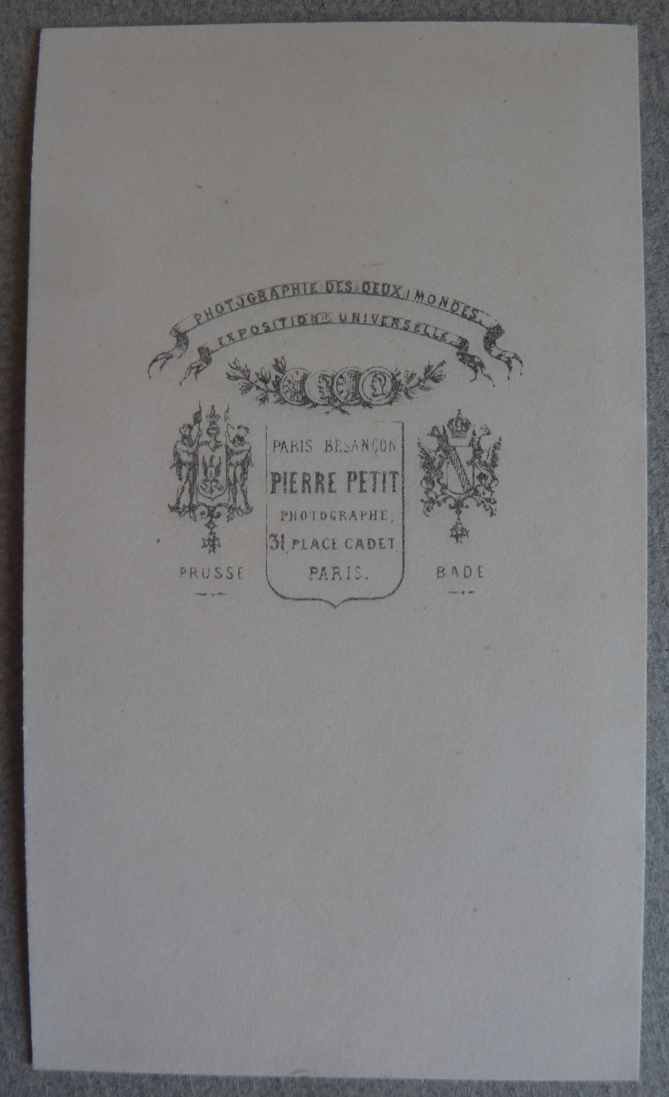 PHOTOGRAPHIE DES DEUX MONDES.
EXPOSITION UNIVERSELLE.
PARIS BESANÇON
PIERRE PETIT
PHOTOGRAPHE,
31, PLACE CADET
PARIS.
PRUSSE
BADE